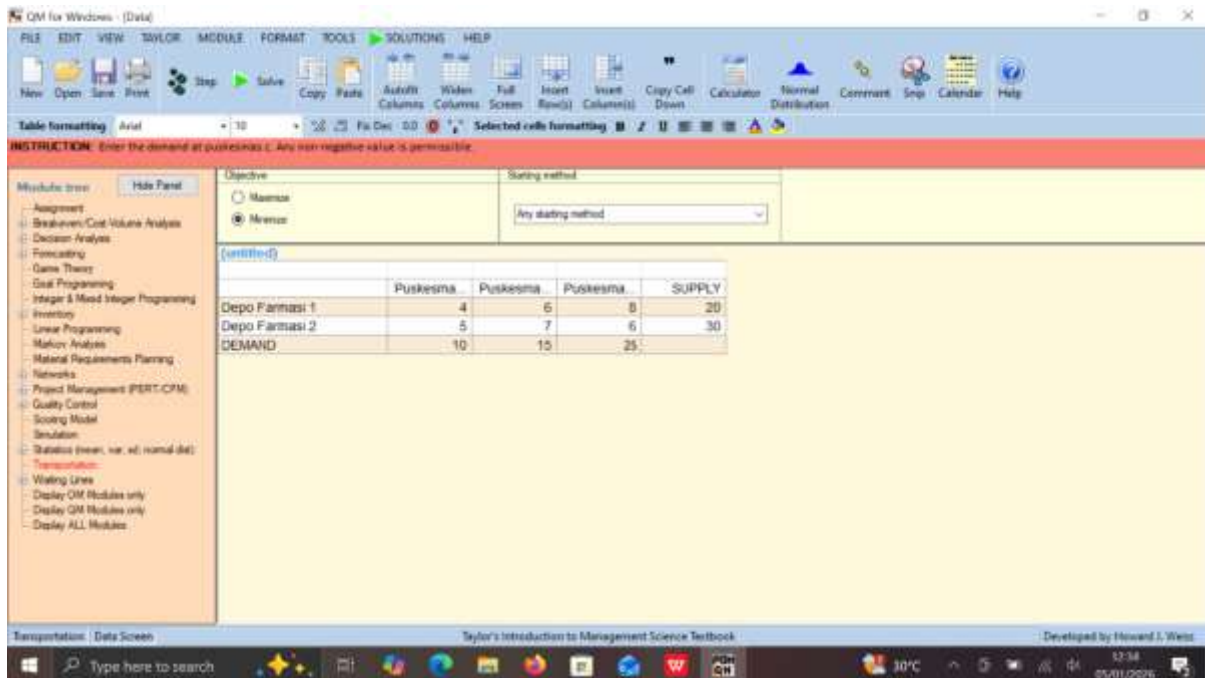 QM for Windows - (Data)
FILE EDIT VIEW TAYLOR MODULE FORMAT TOOLS SOLUTIONS HELP
New Open Save Print Step Solve Copy Paste Autofit Columns Widen Columns Full Screen Insert Row(s) Insert Column(s) Copy Cell Down Calculator Normal Distribution Comment Snip Calendar Help
Table formatting Arial 10 Fix Dec 0.0 Selected cells formatting B I U
INSTRUCTION: Enter the demand at puskesmas c. Any non-negative value is permissible.
Module tree Hide Panel
Assignment
Breakeven/Cost-Volume Analysis
Decision Analysis
Forecasting
Game Theory
Goal Programming
Integer & Mixed Integer Programming
Inventory
Linear Programming
Markov Analysis
Material Requirements Planning
Networks
Project Management (PERT-CPM)
Quality Control
Scoring Model
Simulation
Statistics (mean, var, sd, normal dist)
Transportation
Waiting Lines
Display OM Modules only
Display QM Modules only
Display ALL Modules
Objective
Maximize
Minimize
Starting method
Any starting method
(untitled)
Puskesma... Puskesma... Puskesma... SUPPLY
Depo Farmasi 1 4 6 8 20
Depo Farmasi 2 5 7 6 30
DEMAND 10 15 25
Transportation Data Screen Taylor's Introduction to Management Science Textbook Developed by Howard J. Weiss
Type here to search 30°C 12:34
05/01/2026